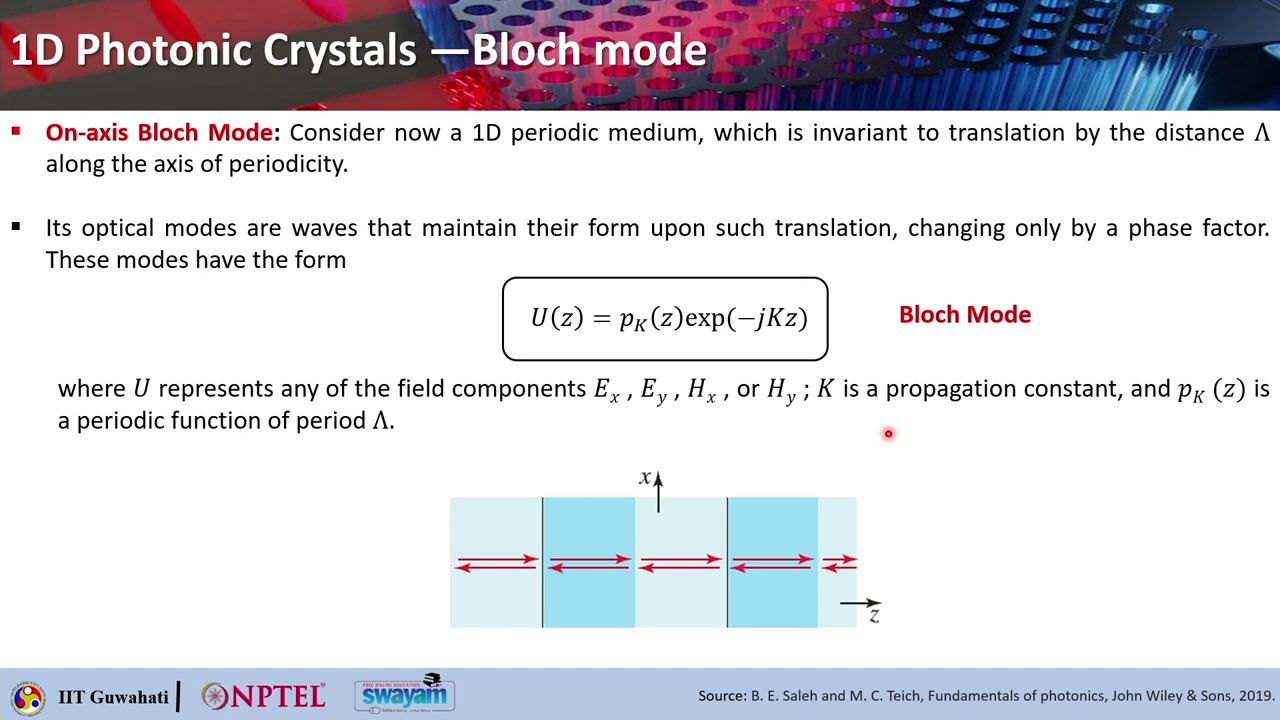 1D Photonic Crystals —Bloch mode
▪ On-axis Bloch Mode: Consider now a 1D periodic medium, which is invariant to translation by the distance Λ
along the axis of periodicity.
▪ Its optical modes are waves that maintain their form upon such translation, changing only by a phase factor.
These modes have the form
U(z) = p_K(z)exp(−jKz)
Bloch Mode
where U represents any of the field components E_x , E_y , H_x , or H_y ; K is a propagation constant, and p_K (z) is
a periodic function of period Λ.
x
z
IIT Guwahati
NPTEL
FREE ONLINE EDUCATION
swayam
Source: B. E. Saleh and M. C. Teich, Fundamentals of photonics, John Wiley & Sons, 2019.